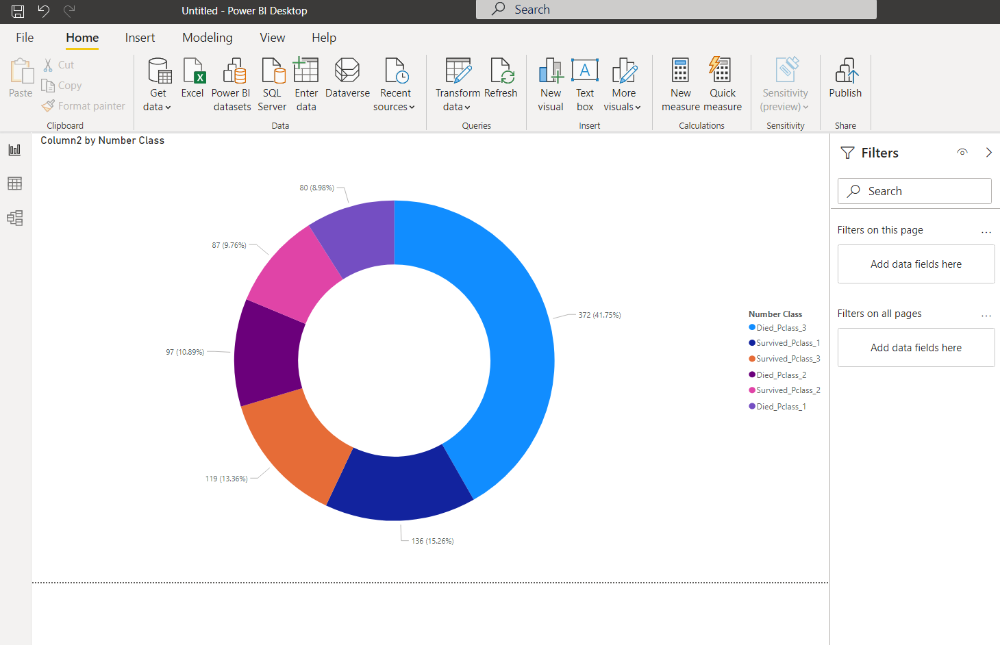 Untitled - Power BI Desktop
Search
File Home Insert Modeling View Help
Paste
Cut
Copy
Format painter
Clipboard
Get data
Excel
Power BI datasets
SQL Server
Enter data
Dataverse
Recent sources
Data
Transform data
Refresh
Queries
New visual
Text box
A
More visuals
Insert
New measure
Quick measure
Calculations
Sensitivity (preview)
Sensitivity
Publish
Share
Column2 by Number Class
80 (8.98%)
87 (9.76%)
372 (41.75%)
97 (10.89%)
119 (13.36%)
136 (15.26%)
Number Class
Died_Pclass_3
Survived_Pclass_1
Survived_Pclass_3
Died_Pclass_2
Survived_Pclass_2
Died_Pclass_1
Filters
Search
Filters on this page ...
Add data fields here
Filters on all pages ...
Add data fields here